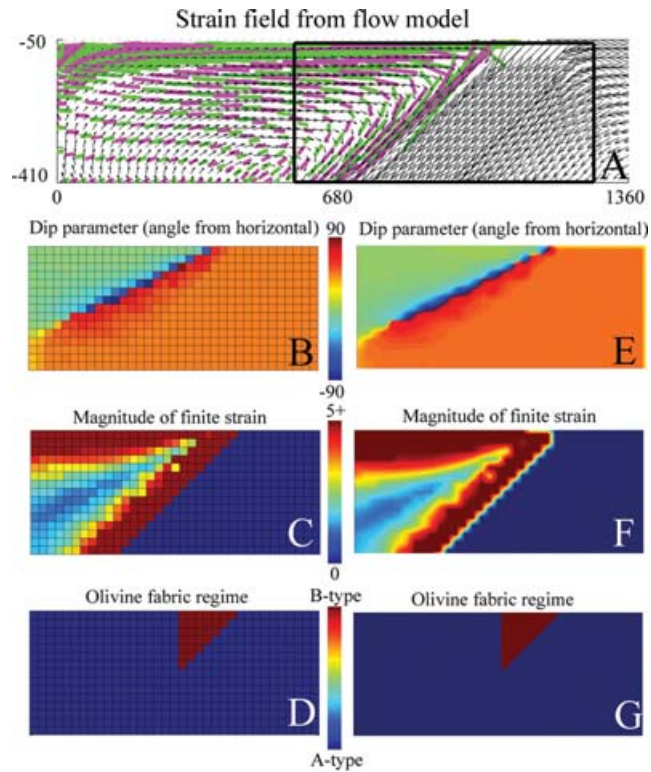 Strain field from flow model
-50
A
-410
0
680
1360
Dip parameter (angle from horizontal)
90
Dip parameter (angle from horizontal)
B
E
-90
Magnitude of finite strain
5+
Magnitude of finite strain
C
F
0
Olivine fabric regime
B-type
Olivine fabric regime
D
G
A-type